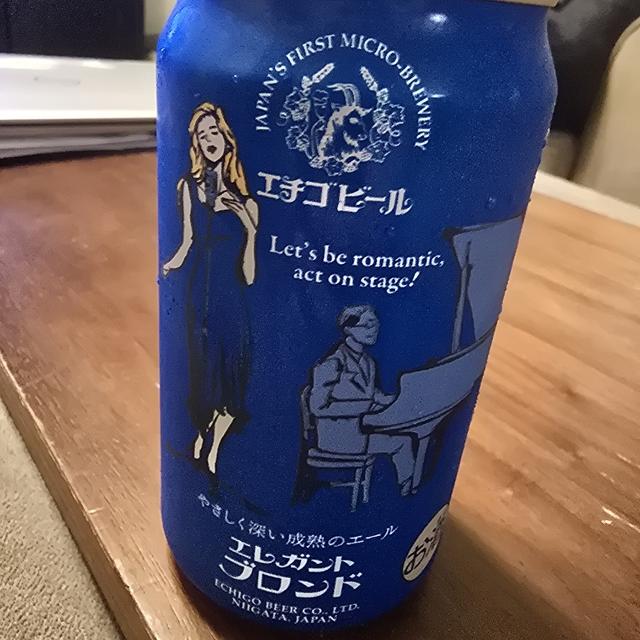 JAPAN'S FIRST MICRO-BREWERY
エチゴビール
Let's be romantic,
act on stage!
やさしく深い成熟のエール
エレガント
ブロンド
ECHIGO BEER CO., LTD.
NIIGATA, JAPAN